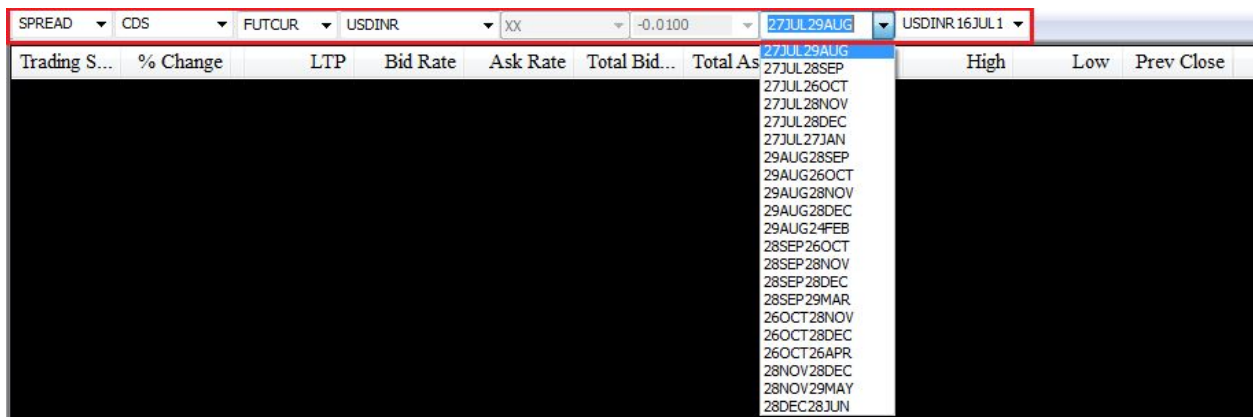 SPREAD CDS FUTCUR USDINR XX -0.0100 27JUL29AUG USDINR16JUL1
Trading S... % Change LTP Bid Rate Ask Rate Total Bid... Total As High Low Prev Close
27JUL29AUG
27JUL28SEP
27JUL26OCT
27JUL28NOV
27JUL28DEC
27JUL27JAN
29AUG28SEP
29AUG26OCT
29AUG28NOV
29AUG28DEC
29AUG24FEB
28SEP26OCT
28SEP28NOV
28SEP28DEC
28SEP29MAR
26OCT28NOV
26OCT28DEC
26OCT26APR
28NOV28DEC
28NOV29MAY
28DEC28JUN